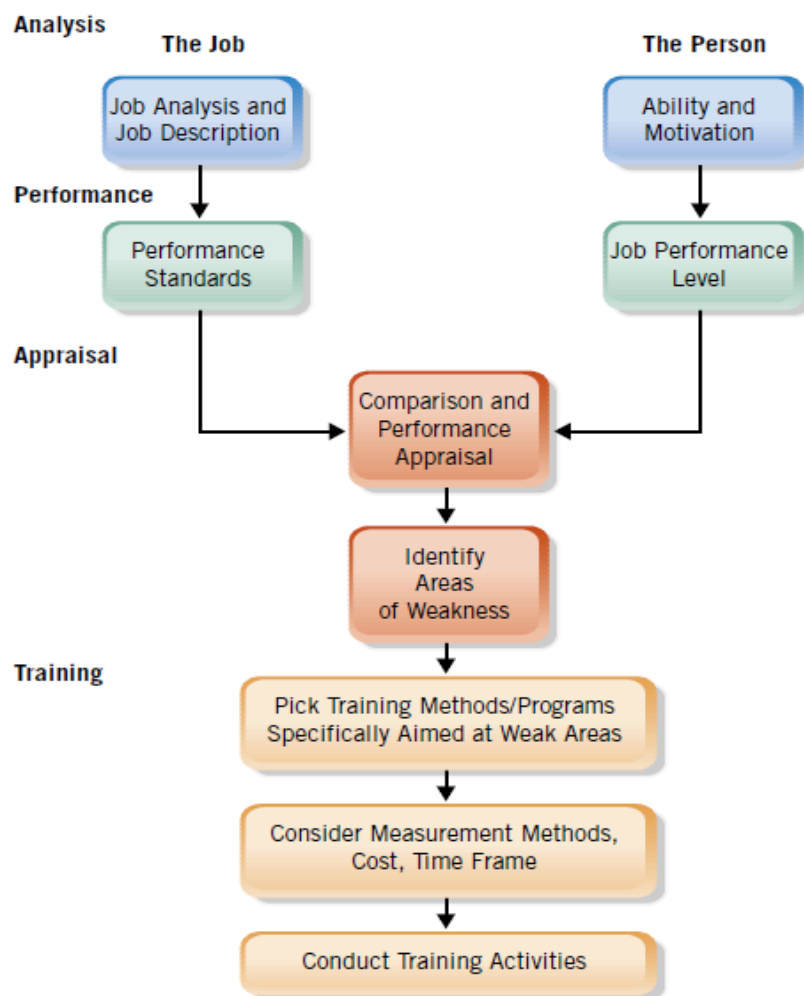 Analysis
The Job
The Person
Job Analysis and
Job Description
Ability and
Motivation
Performance
Performance
Standards
Job Performance
Level
Appraisal
Comparison and
Performance
Appraisal
Identify
Areas
of Weakness
Training
Pick Training Methods/Programs
Specifically Aimed at Weak Areas
Consider Measurement Methods,
Cost, Time Frame
Conduct Training Activities